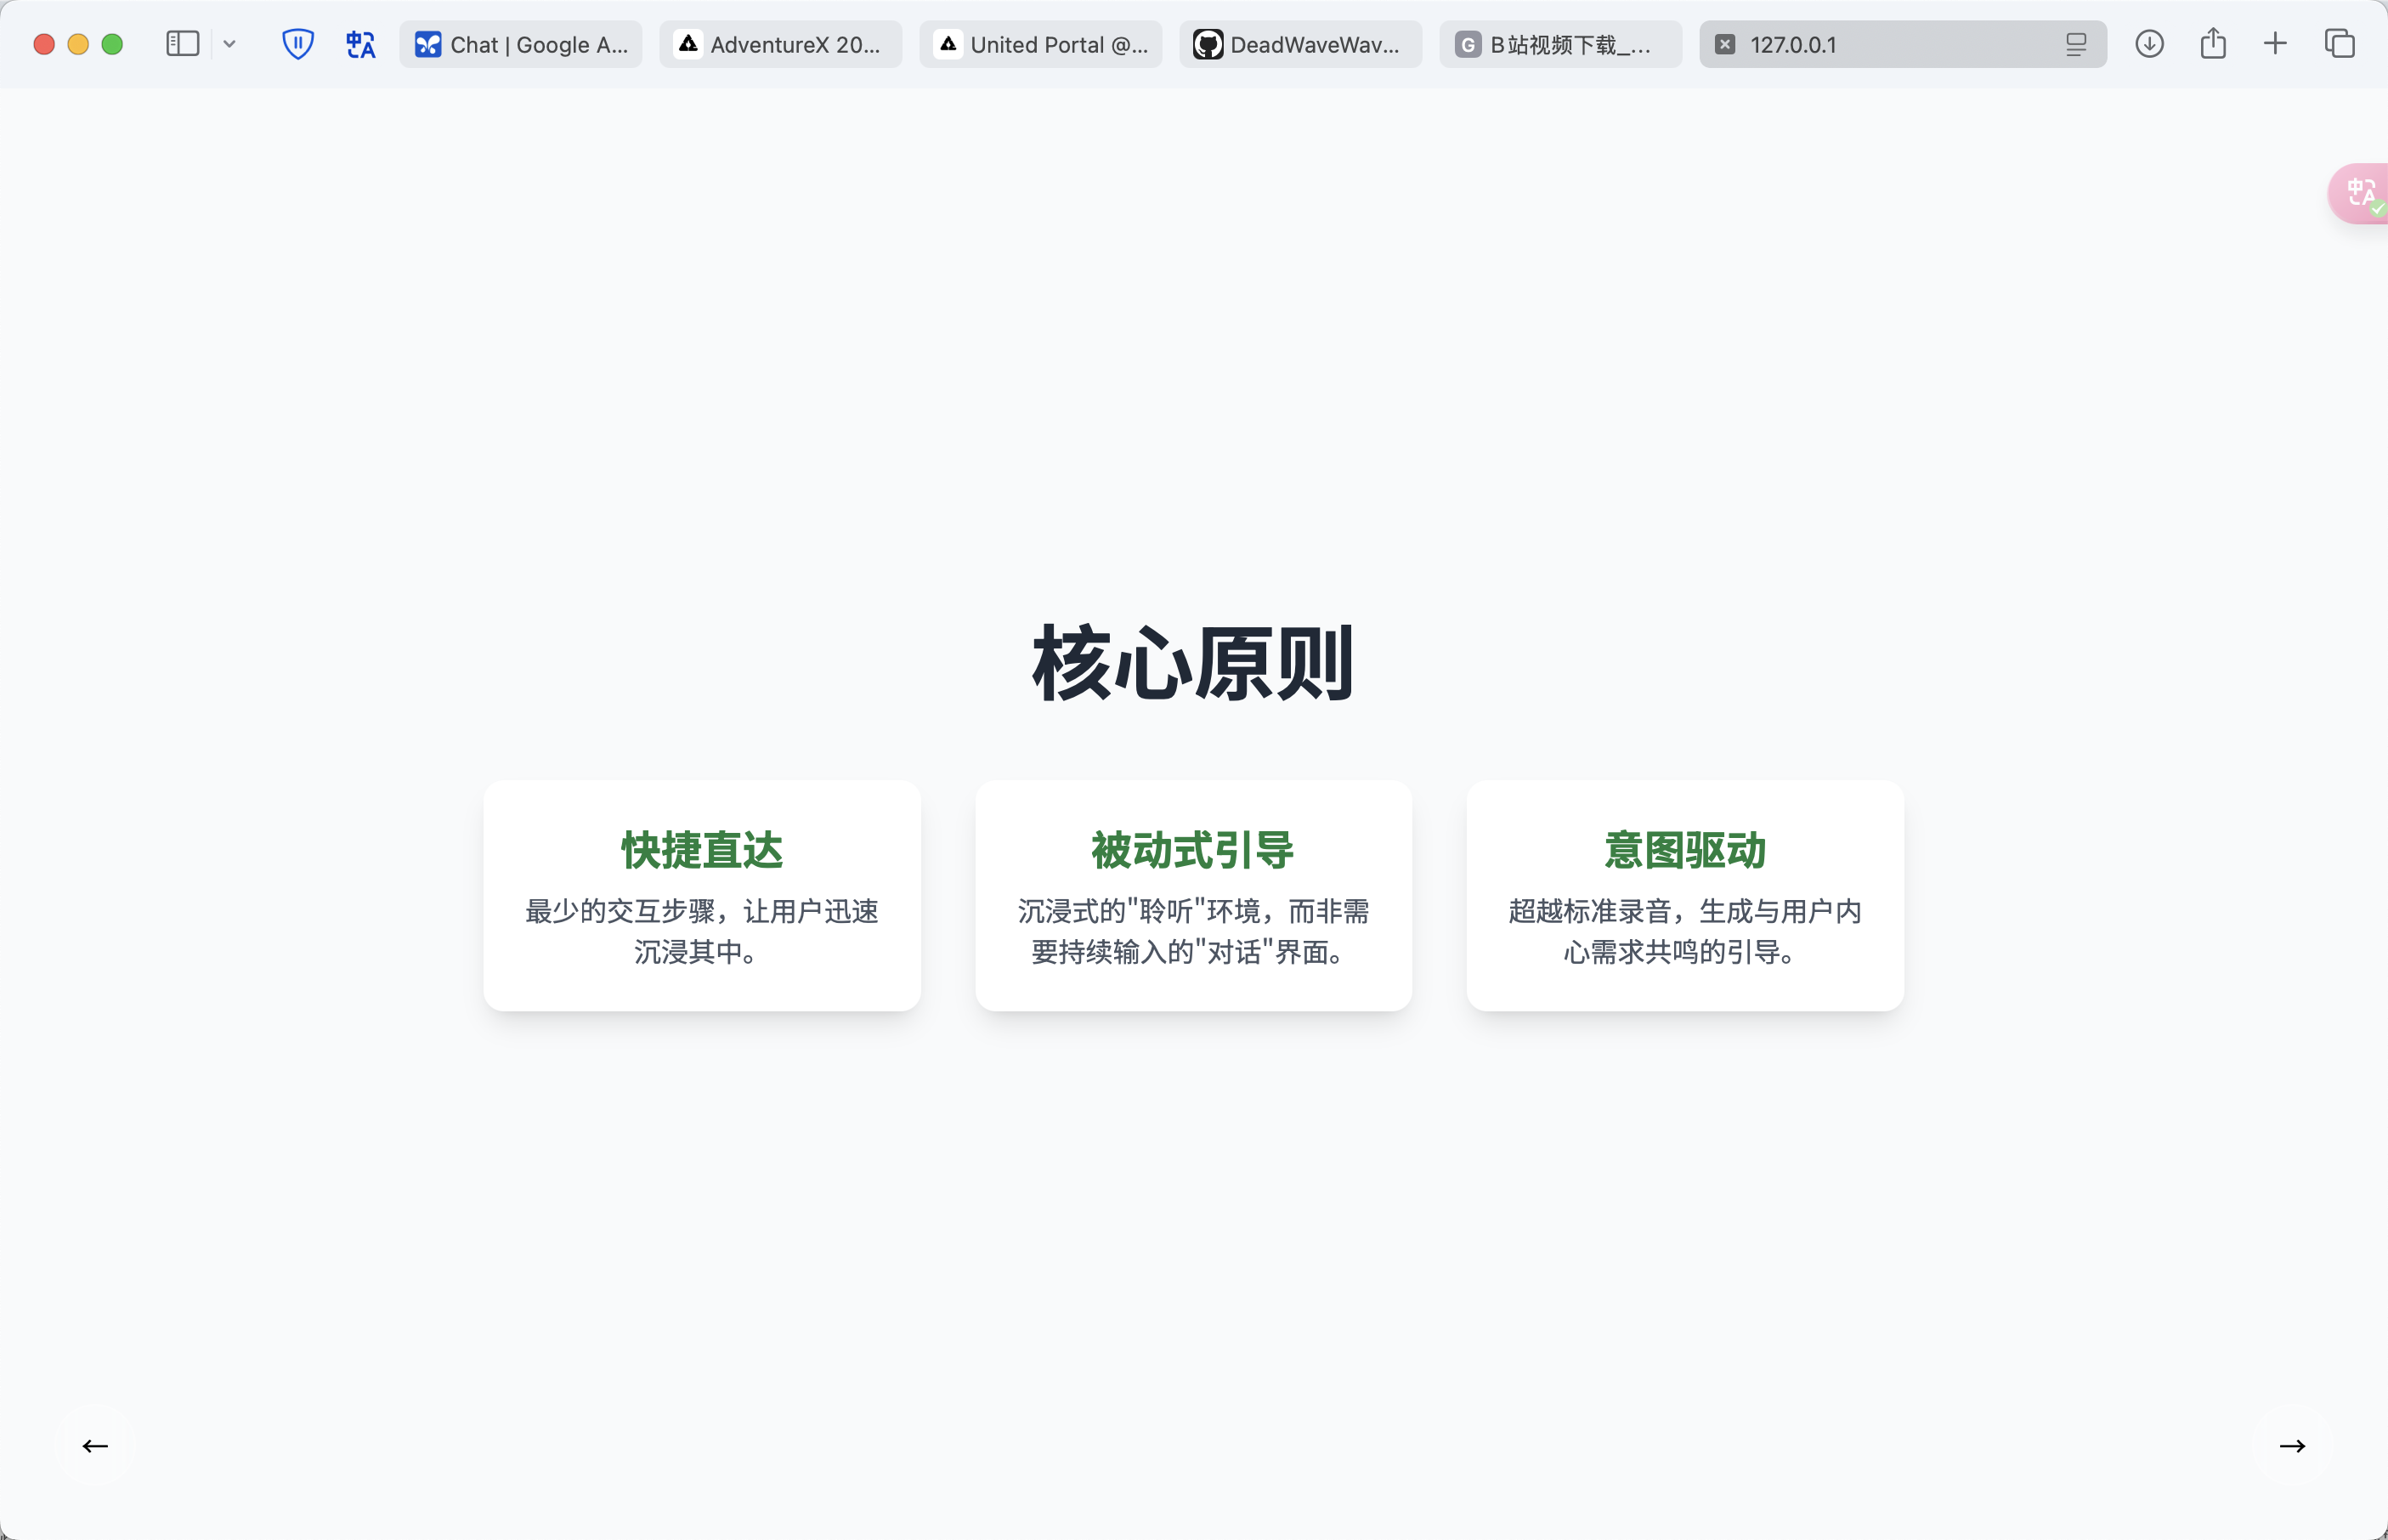 Chat | Google A...
AdventureX 20...
United Portal @...
DeadWaveWav...
G B站视频下载_...
127.0.0.1
核心原则
快捷直达
最少的交互步骤，让用户迅速
沉浸其中。
被动式引导
沉浸式的"聆听"环境，而非需
要持续输入的"对话"界面。
意图驱动
超越标准录音，生成与用户内
心需求共鸣的引导。
← →